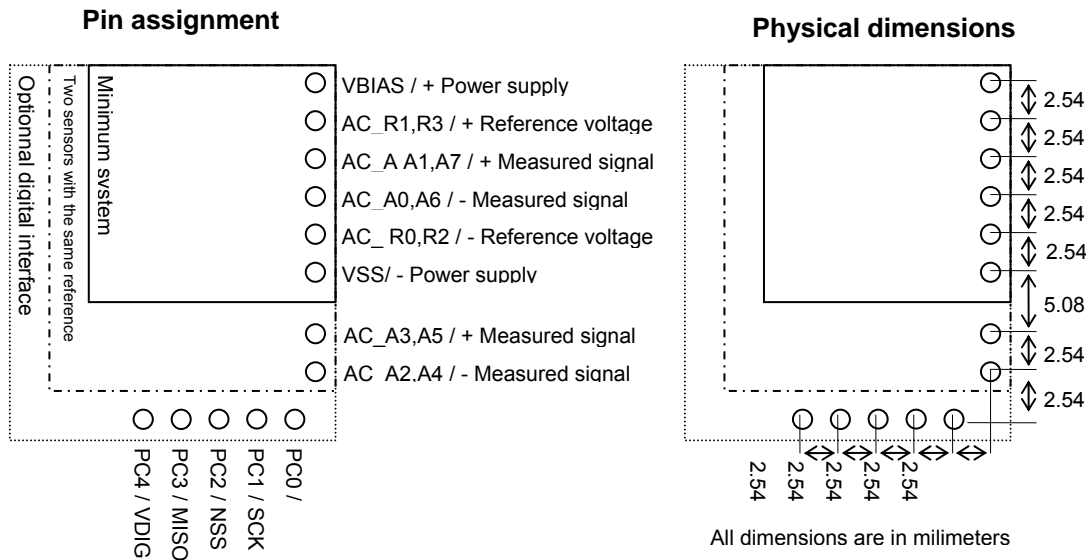 Pin assignment
Optionnal digital interface
Two sensors with the same reference
Minimum system
VBIAS / + Power supply
AC_R1,R3 / + Reference voltage
AC_A A1,A7 / + Measured signal
AC_A0,A6 / - Measured signal
AC_ R0,R2 / - Reference voltage
VSS/ - Power supply
AC_A3,A5 / + Measured signal
AC_A2,A4 / - Measured signal
PC4 / VDIG
PC3 / MISO
PC2 / NSS
PC1 / SCK
PC0 /
Physical dimensions
2.54
2.54
2.54
2.54
2.54
5.08
2.54
2.54
2.54
2.54
2.54
2.54
2.54
All dimensions are in milimeters